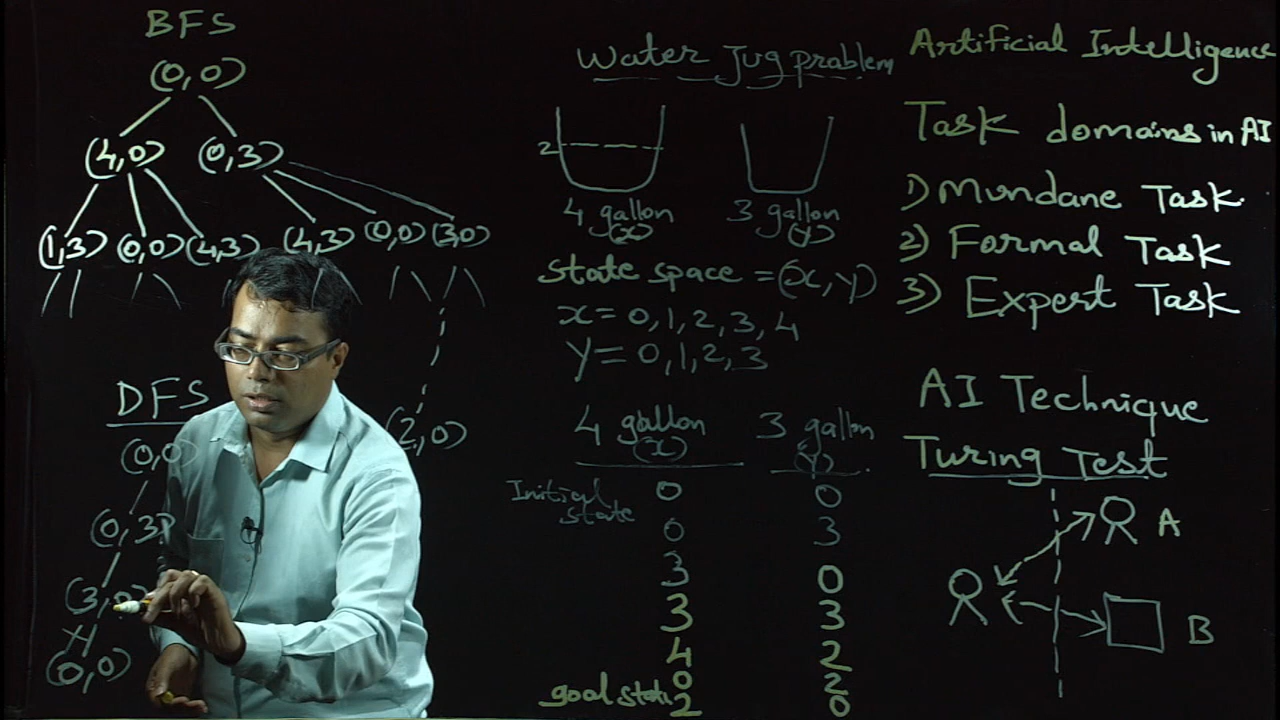 BFS
(0,0)
(4,0) (0,3)
(1,3) (0,0) (4,3) (4,3) (0,0) (3,0)
(2,0)
DFS
(0,0)
(0,3)
(3,0)
(0,0)
Water Jug problem
2
4 gallon 3 gallon
(x) (y)
State space = (x, y)
x = 0, 1, 2, 3, 4
y = 0, 1, 2, 3
4 gallon 3 gallon
(x) (y)
Initial state 0 0
0 3
3 0
3 3
4 2
0 2
goal state 2 0
Artificial Intelligence
Task domains in AI
1) Mundane Task
2) Formal Task
3) Expert Task
AI Technique
Turing Test
A
B